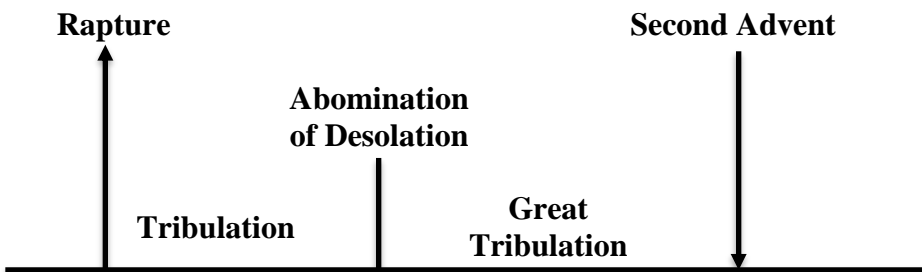 Rapture
Second Advent
Abomination
of Desolation
Tribulation
Great
Tribulation